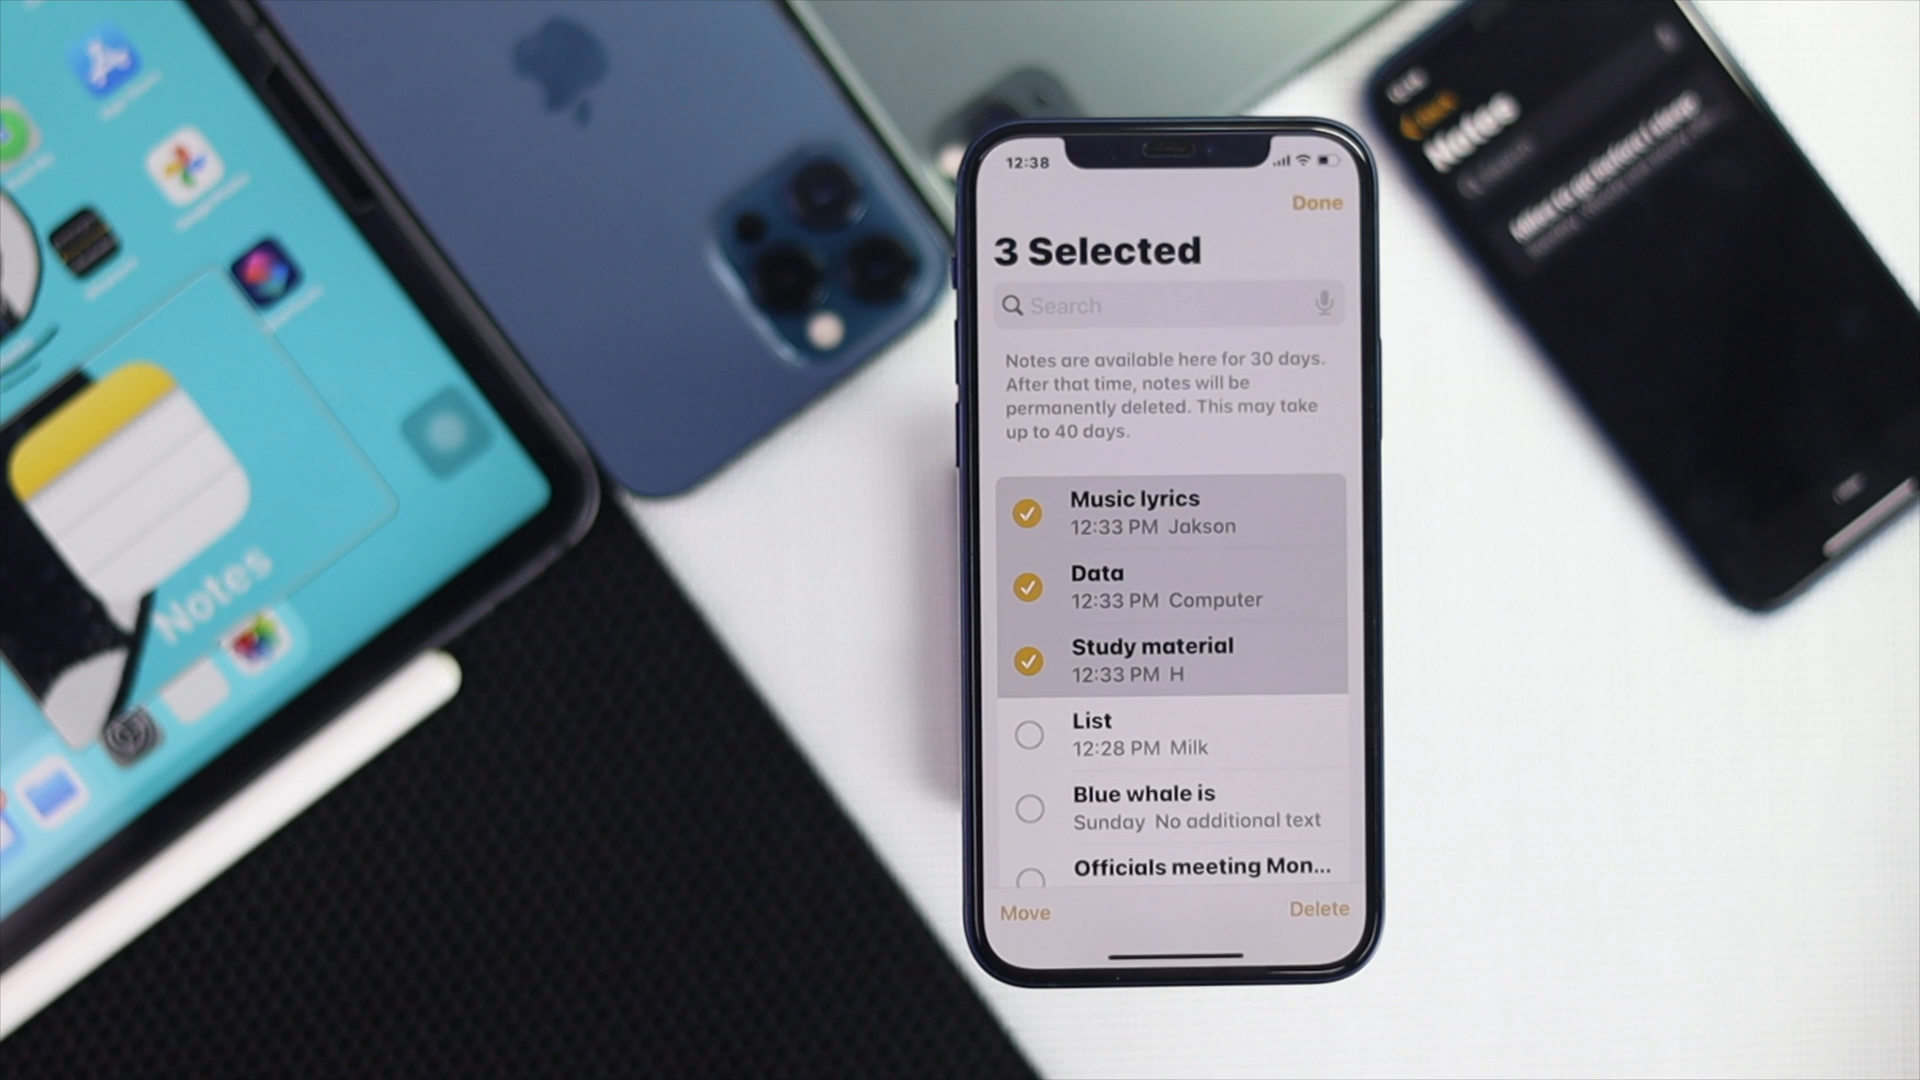 12:38
Done
3 Selected
Search
Notes are available here for 30 days.
After that time, notes will be
permanently deleted. This may take
up to 40 days.
Music lyrics
12:33 PM Jakson
Data
12:33 PM Computer
Study material
12:33 PM H
List
12:28 PM Milk
Blue whale is
Sunday No additional text
Officials meeting Mon...
Move
Delete
Notes
Notes